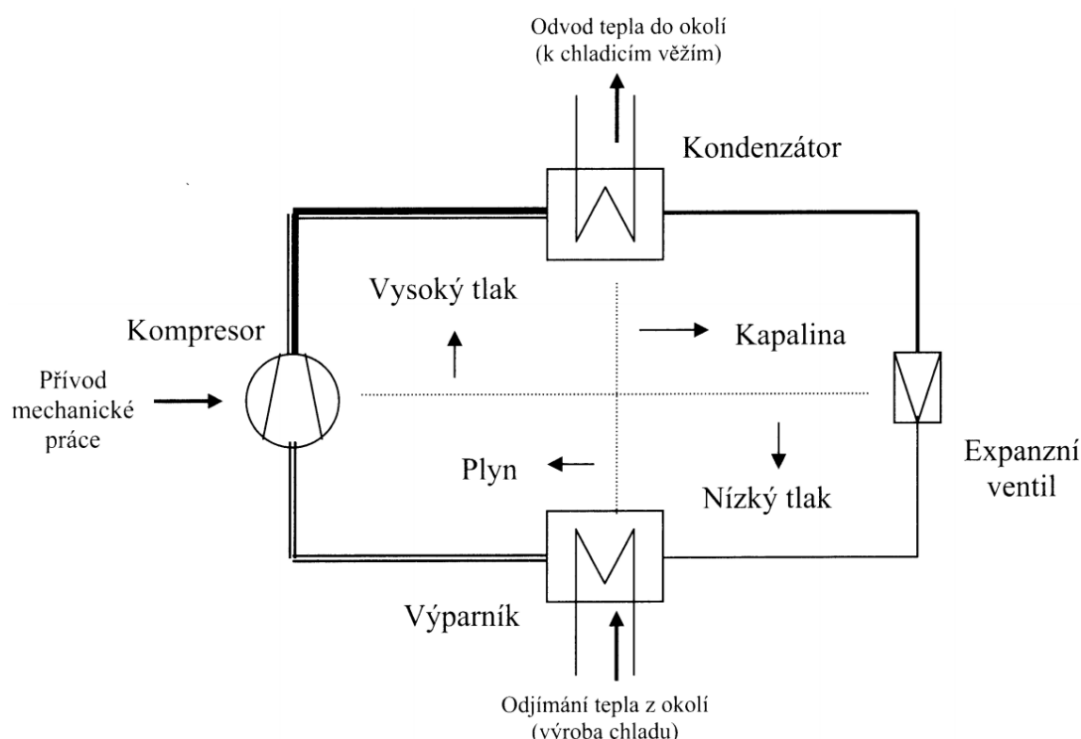 Odvod tepla do okolí
(k chladicím věžím)
Kondenzátor
Vysoký tlak
Kompresor
Kapalina
Přívod
mechanické
práce
Plyn
Nízký tlak
Expanzní
ventil
Výparník
Odjímání tepla z okolí
(výroba chladu)